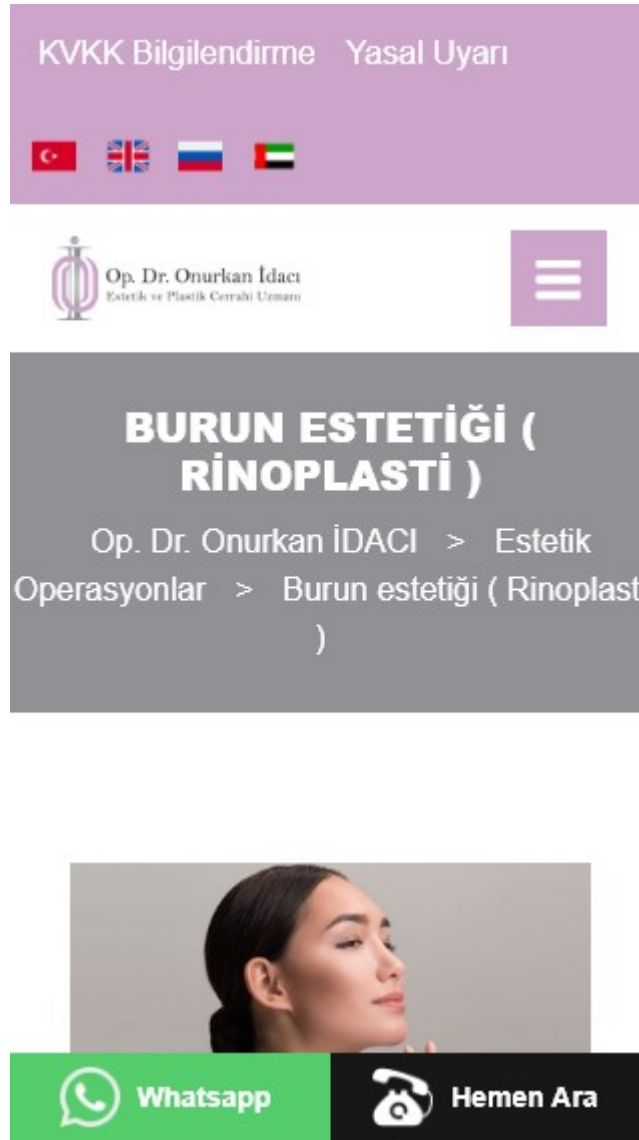 KVKK Bilgilendirme Yasal Uyarı
Op. Dr. Onurkan İdacı
Estetik ve Plastik Cerrahi Uzmanı
BURUN ESTETİĞİ (
RİNOPLASTİ )
Op. Dr. Onurkan İDACI > Estetik
Operasyonlar > Burun estetiği ( Rinoplast
)
Whatsapp Hemen Ara